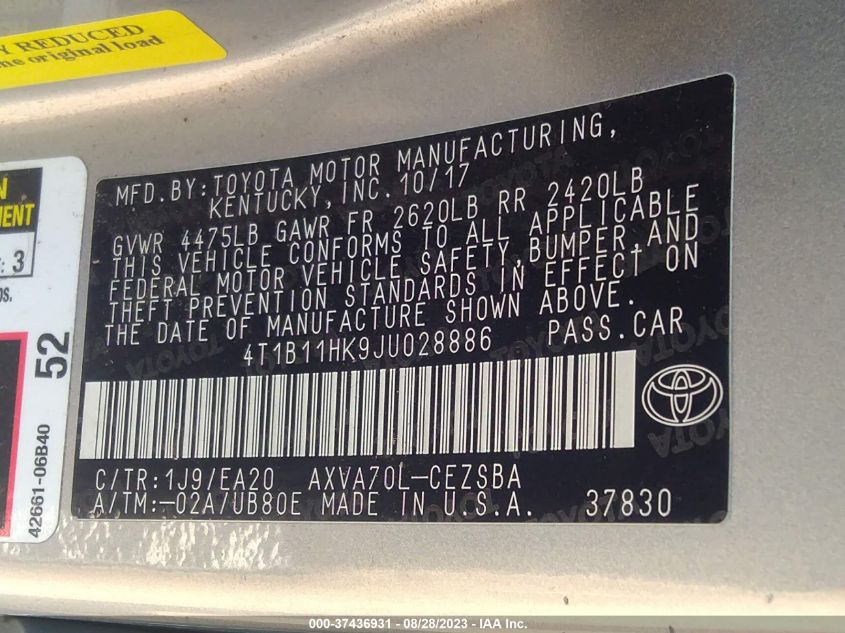 Y REDUCED
ne original load
MFD.BY:TOYOTA MOTOR MANUFACTURING,
KENTUCKY,INC.10/17
GVWR 4475LB GAWR FR 2620LB RR 2420LB
THIS VEHICLE CONFORMS TO ALL APPLICABLE
FEDERAL MOTOR VEHICLE SAFETY,BUMPER,AND
THEFT PREVENTION STANDARDS IN EFFECT ON
THE DATE OF MANUFACTURE SHOWN ABOVE.
4T1B11HK9JU028886 PASS.CAR
C/TR:1J9/EA20 AXVA70L-CEZSBA
A/TM:-02A/UB80E MADE IN U.S.A. 37830
N
MENT
: 3
os.
52
42661-06B40
000-37436931 - 08/28/2023 - IAA Inc.